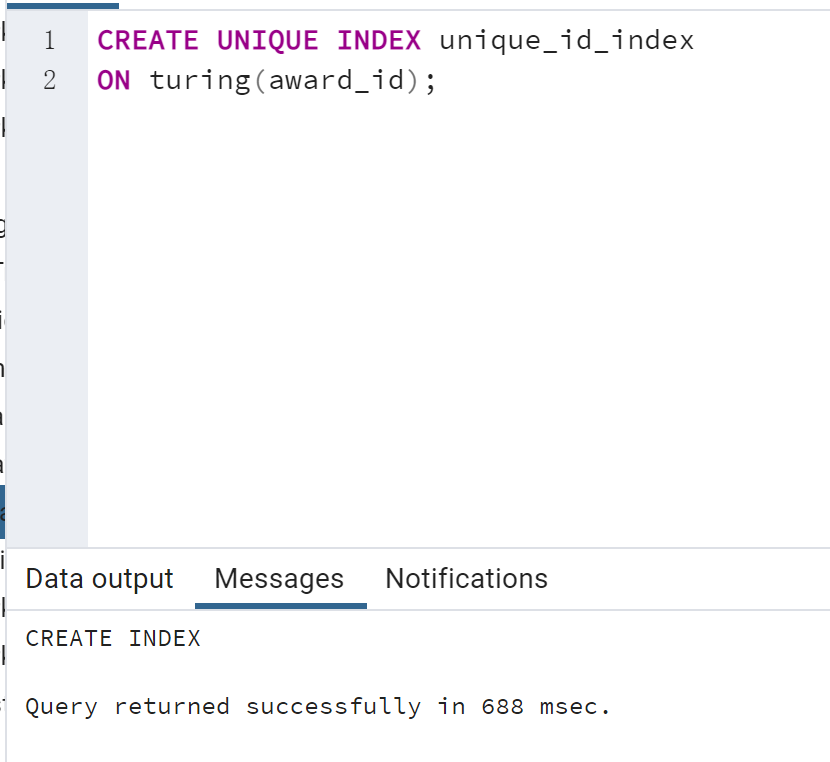 1 CREATE UNIQUE INDEX unique_id_index
2 ON turing(award_id);
Data output Messages Notifications
CREATE INDEX
Query returned successfully in 688 msec.